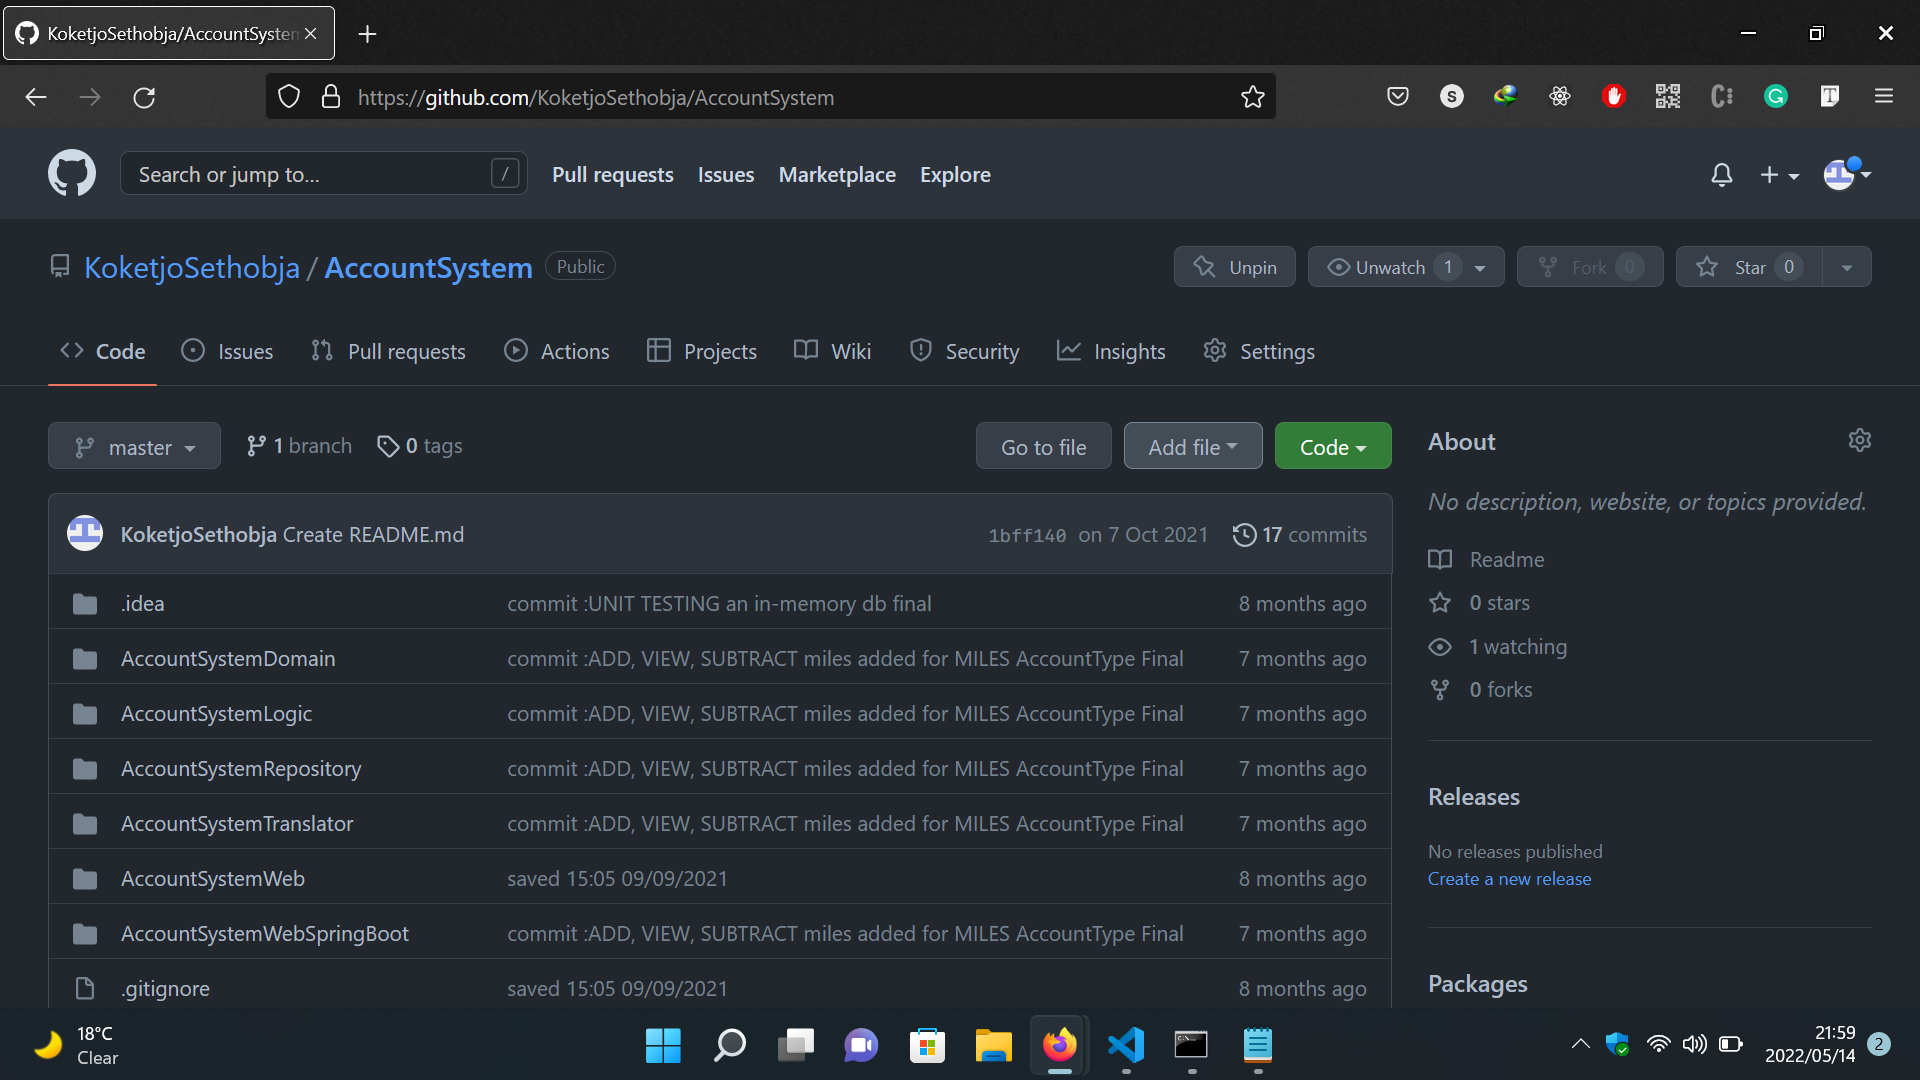 KoketjoSethobja/AccountSystem
https://github.com/KoketjoSethobja/AccountSystem
S
G
T
Search or jump to...
/
Pull requests
Issues
Marketplace
Explore
KoketjoSethobja / AccountSystem
Public
Unpin
Unwatch 1
Fork 0
Star 0
Code
Issues
Pull requests
Actions
Projects
Wiki
Security
Insights
Settings
master
1 branch
0 tags
Go to file
Add file
Code
KoketjoSethobja Create README.md
1bff140 on 7 Oct 2021
17 commits
.idea
commit :UNIT TESTING an in-memory db final
8 months ago
AccountSystemDomain
commit :ADD, VIEW, SUBTRACT miles added for MILES AccountType Final
7 months ago
AccountSystemLogic
commit :ADD, VIEW, SUBTRACT miles added for MILES AccountType Final
7 months ago
AccountSystemRepository
commit :ADD, VIEW, SUBTRACT miles added for MILES AccountType Final
7 months ago
AccountSystemTranslator
commit :ADD, VIEW, SUBTRACT miles added for MILES AccountType Final
7 months ago
AccountSystemWeb
saved 15:05 09/09/2021
8 months ago
AccountSystemWebSpringBoot
commit :ADD, VIEW, SUBTRACT miles added for MILES AccountType Final
7 months ago
.gitignore
saved 15:05 09/09/2021
8 months ago
About
No description, website, or topics provided.
Readme
0 stars
1 watching
0 forks
Releases
No releases published
Create a new release
Packages
18°C
Clear
21:59
2022/05/14
2